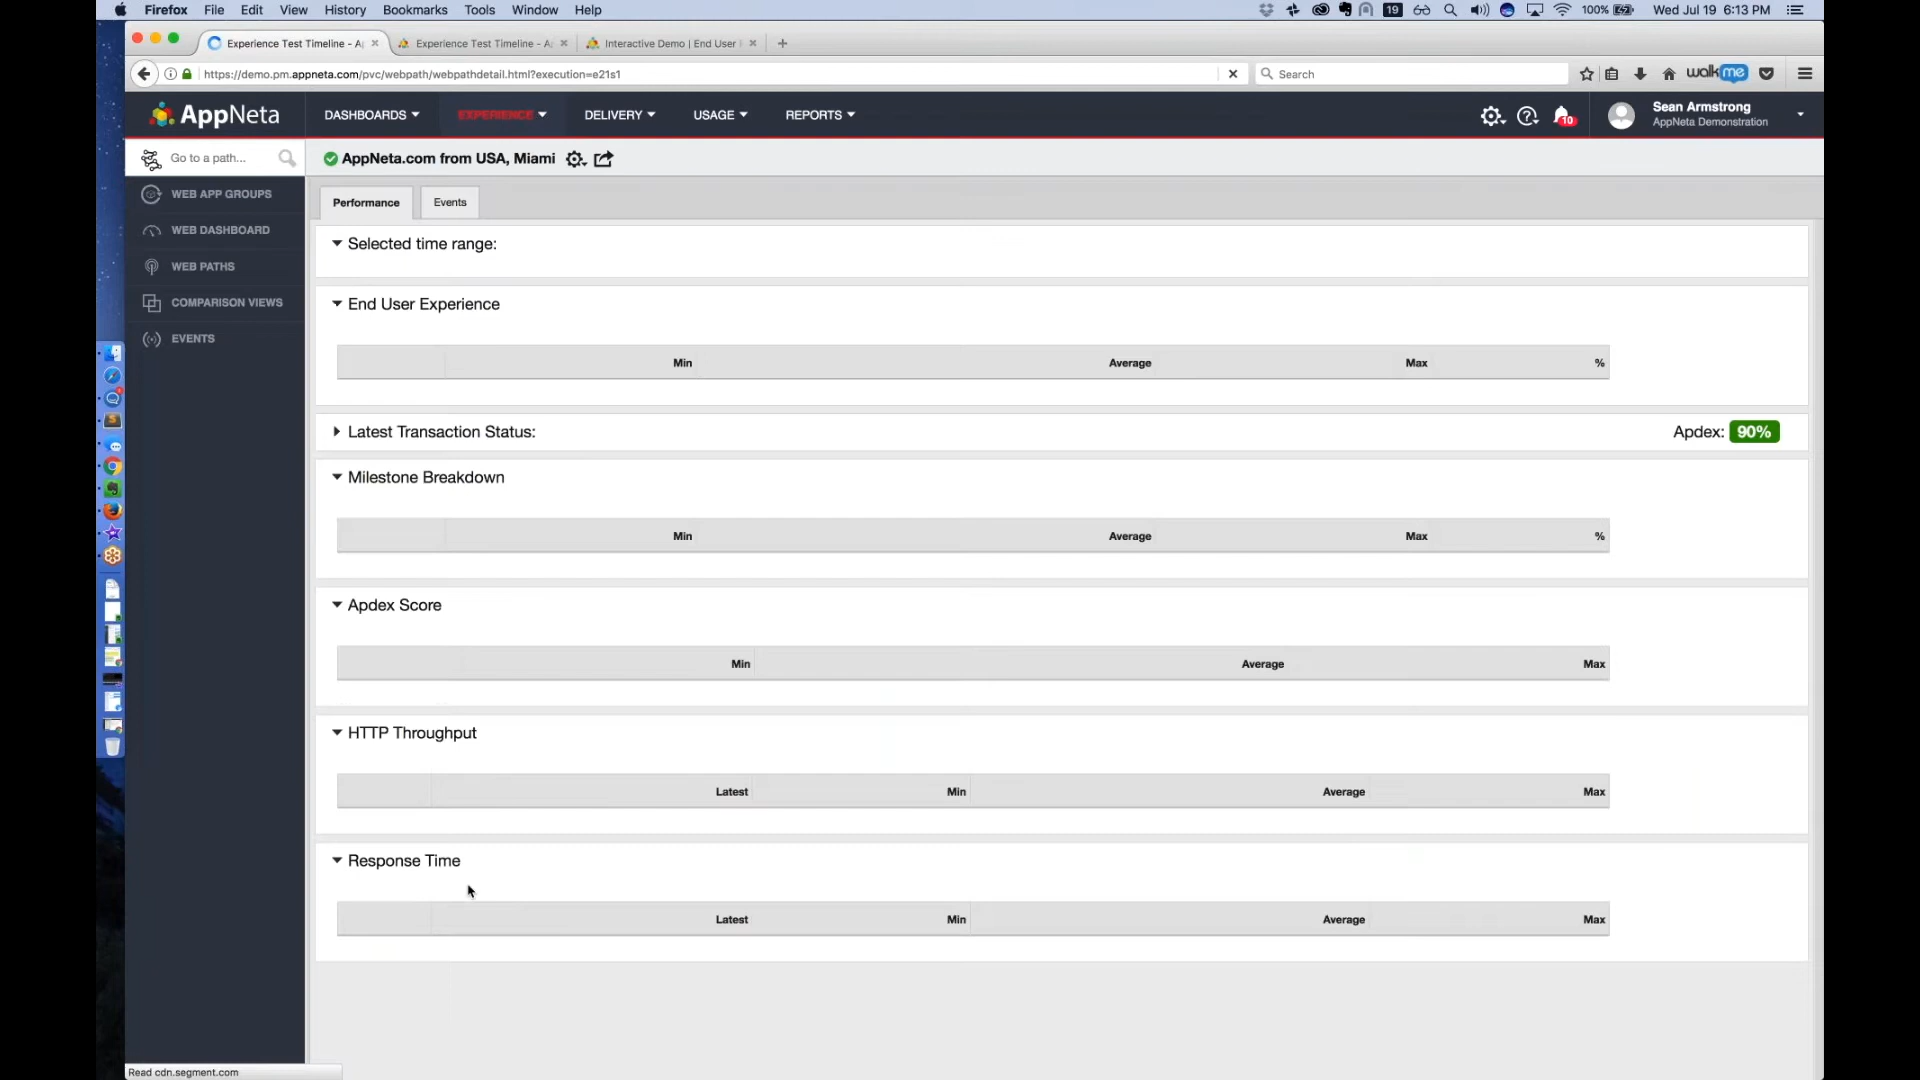 Firefox File Edit View History Bookmarks Tools Window Help 19 100% Wed Jul 19 6:13 PM
Experience Test Timeline - A Experience Test Timeline - A Interactive Demo | End User
https://demo.pm.appneta.com/pvc/webpath/webpathdetail.html?execution=e21s1 Search walkme
AppNeta DASHBOARDS EXPERIENCE DELIVERY USAGE REPORTS 10 Sean Armstrong
AppNeta Demonstration
Go to a path... AppNeta.com from USA, Miami
WEB APP GROUPS
WEB DASHBOARD
WEB PATHS
COMPARISON VIEWS
EVENTS
Performance Events
Selected time range:
End User Experience
Min Average Max %
Latest Transaction Status: Apdex: 90%
Milestone Breakdown
Min Average Max %
Apdex Score
Min Average Max
HTTP Throughput
Latest Min Average Max
Response Time
Latest Min Average Max
Read cdn.segment.com